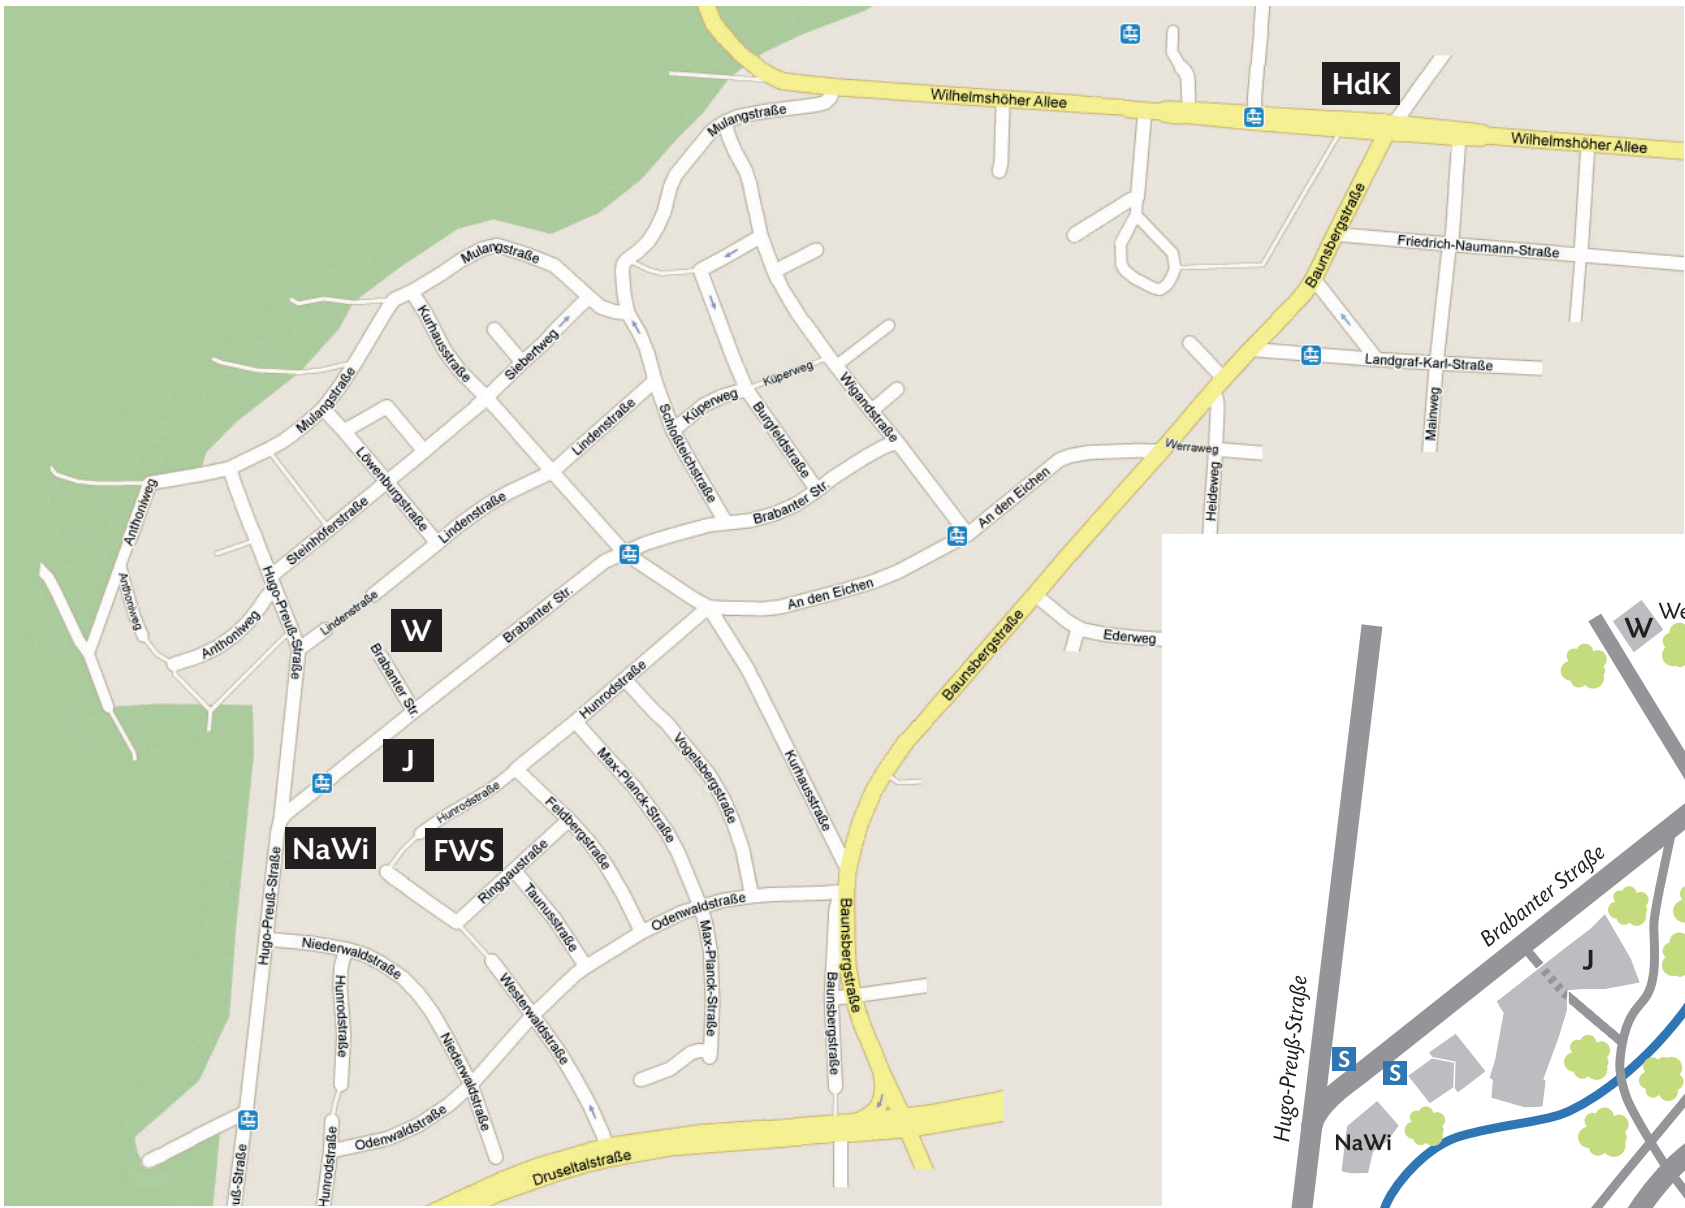 HdK
Wilhelmshöher Allee
Mulangstraße
Wilhelmshöher Allee
Baunsbergstraße
Friedrich-Naumann-Straße
Mulangstraße
Kurhausstraße
Siebertweg
Landgraf-Karl-Straße
Mainweg
Mulangstraße
Küperweg
Küperweg
Wigandstraße
Lindenstraße
Schloßteichstraße
Burgfeldstraße
Werraweg
Heideweg
Löwenburgstraße
Anthoniweg
Steinhöferstraße
Lindenstraße
Brabanter Str.
An den Eichen
Anthoniweg
Hugo-Preuß-Straße
Lindenstraße
Anthoniweg
W
Brabanter Str.
Brabanter Str.
An den Eichen
Ederweg
Baunsbergstraße
Hunrodstraße
J
Vogelsbergstraße
Max-Planck-Straße
Kurhausstraße
Hunrodstraße
Feldbergstraße
NaWi
FWS
Ringgaustraße
Taunusstraße
Hugo-Preuß-Straße
Odenwaldstraße
Max-Planck-Straße
Baunsbergstraße
Baunsbergstraße
Niederwaldstraße
Hunrodstraße
Westerwaldstraße
Niederwaldstraße
Odenwaldstraße
Hunrodstraße
uß-Straße
Druseltalstraße
W
We
Brabanter Straße
J
Hugo-Preuß-Straße
S
S
NaWi